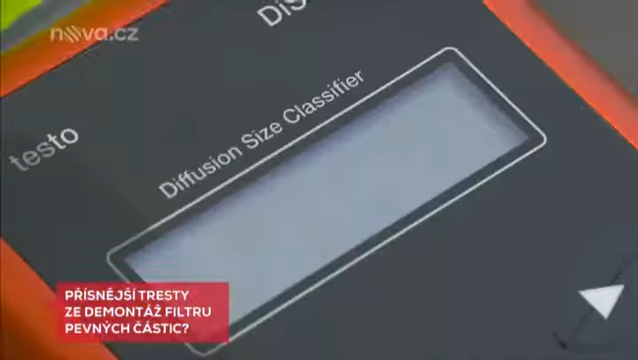 nova.cz
testo
Diffusion Size Classifier
PŘÍSNĚJŠÍ TRESTY
ZE DEMONTÁŽ FILTRU
PEVNÝCH ČÁSTIC?